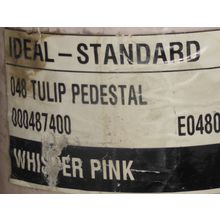 IDEAL-STANDARD
048 TULIP PEDESTAL
000487400 E0480
WHISPER PINK